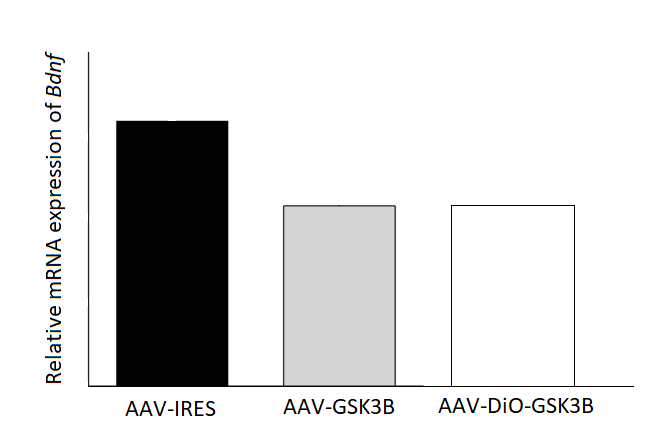 Relative mRNA expression of Bdnf
AAV-IRES
AAV-GSK3B
AAV-DiO-GSK3B